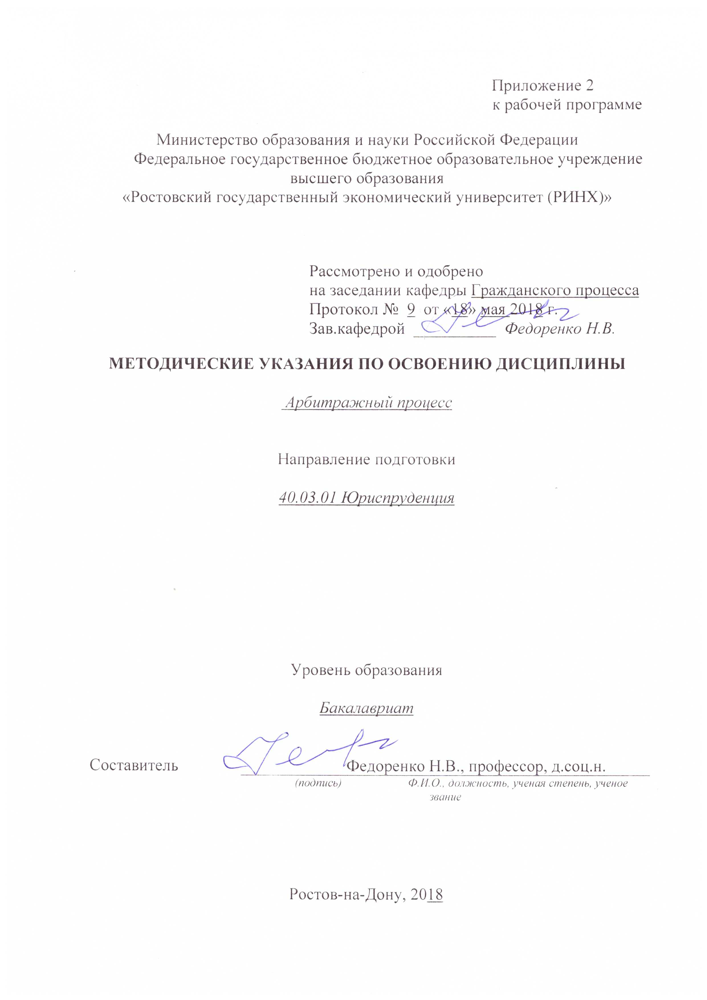 Приложение 2
к рабочей программе
Министерство образования и науки Российской Федерации
Федеральное государственное бюджетное образовательное учреждение
высшего образования
«Ростовский государственный экономический университет (РИНХ)»
Рассмотрено и одобрено
на заседании кафедры Гражданского процесса
Протокол № 9 от «18» мая 2018 г.
Зав.кафедрой __________ Федоренко Н.В.
МЕТОДИЧЕСКИЕ УКАЗАНИЯ ПО ОСВОЕНИЮ ДИСЦИПЛИНЫ
Арбитражный процесс
Направление подготовки
40.03.01 Юриспруденция
Уровень образования
Бакалавриат
Составитель Федоренко Н.В., профессор, д.соц.н.
(подпись) Ф.И.О., должность, ученая степень, ученое
звание
Ростов-на-Дону, 2018